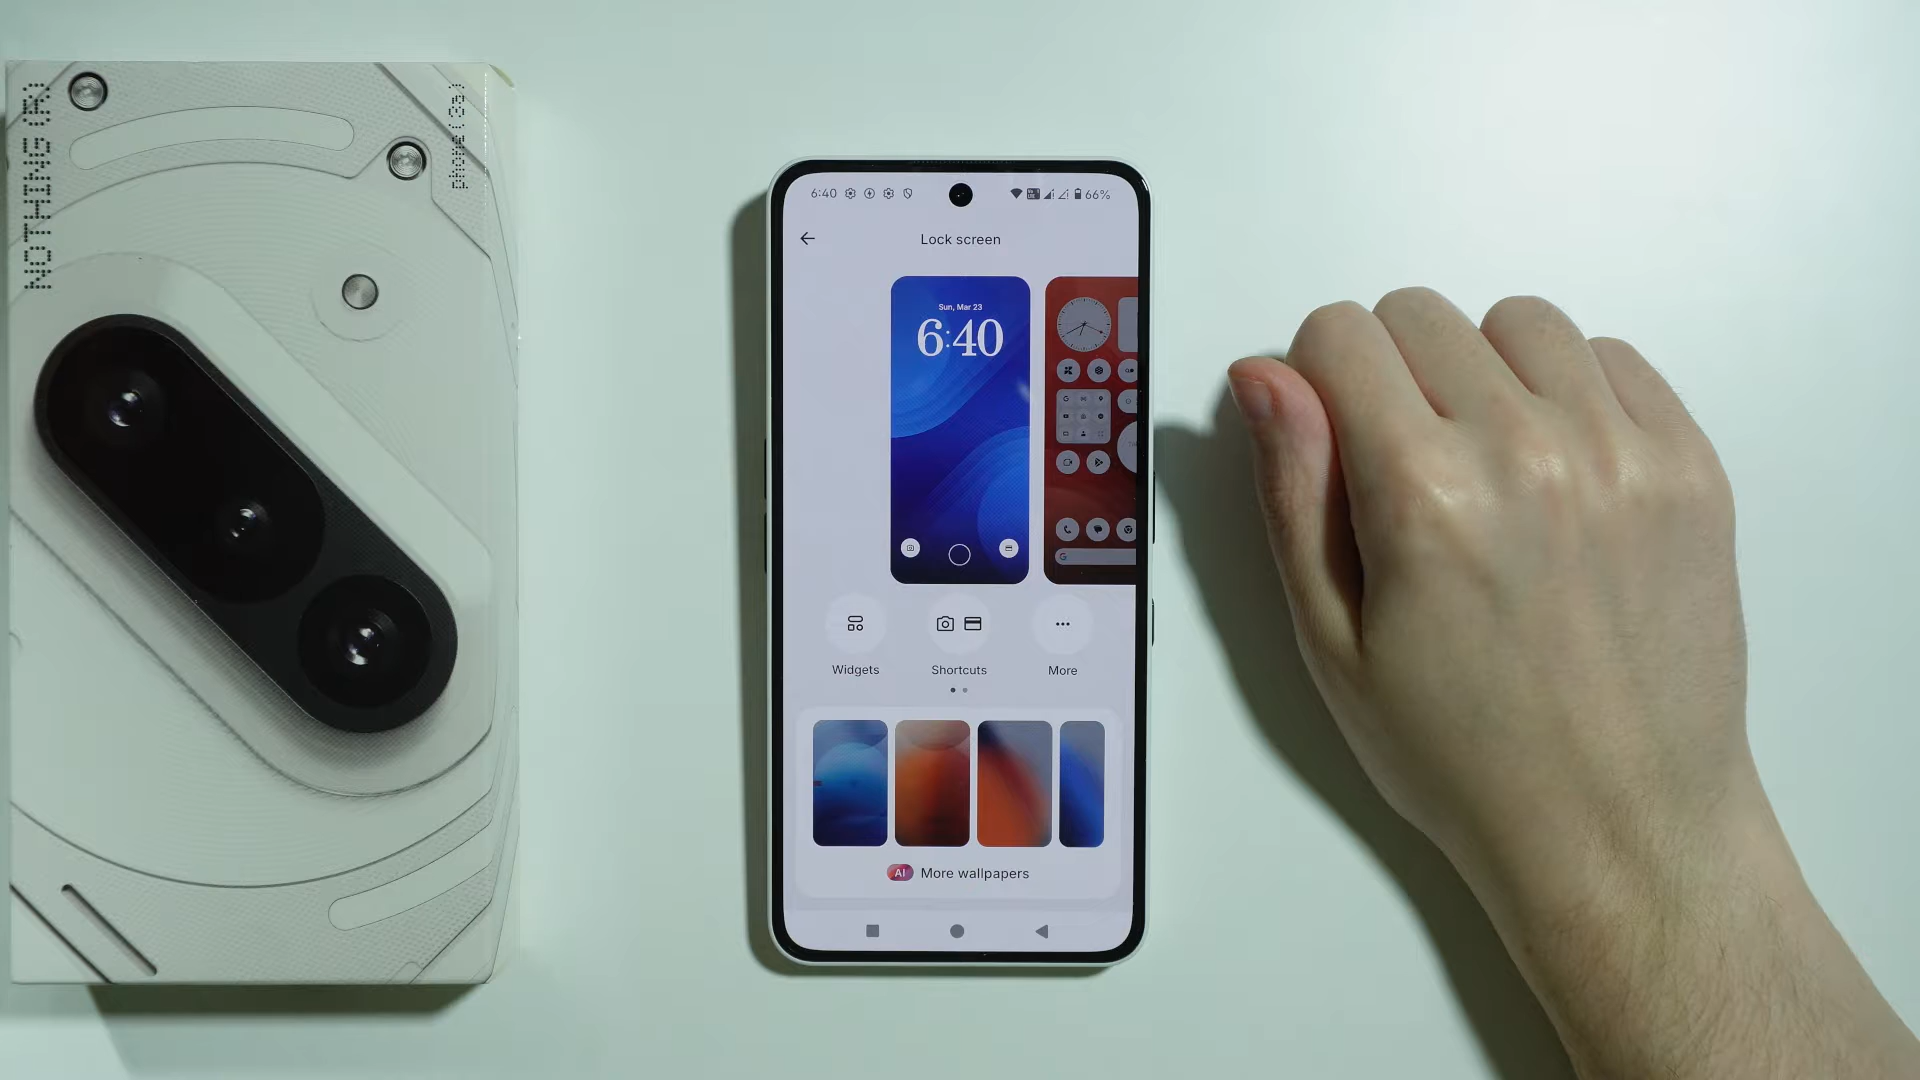 NOTHING (R)
phone (3a)
6:40
66%
Lock screen
Sun, Mar 23
6:40
Widgets
Shortcuts
More
AI More wallpapers